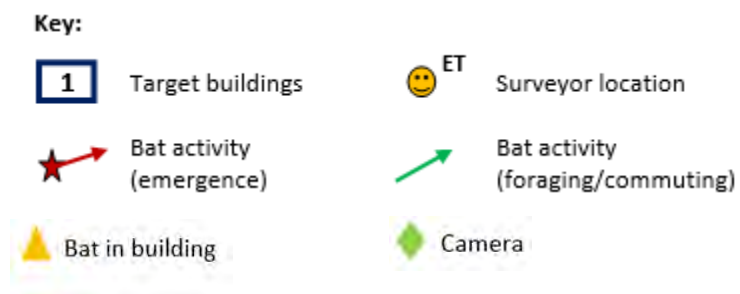 Key:
1 Target buildings
ET Surveyor location
Bat activity
(emergence)
Bat activity
(foraging/commuting)
Bat in building
Camera